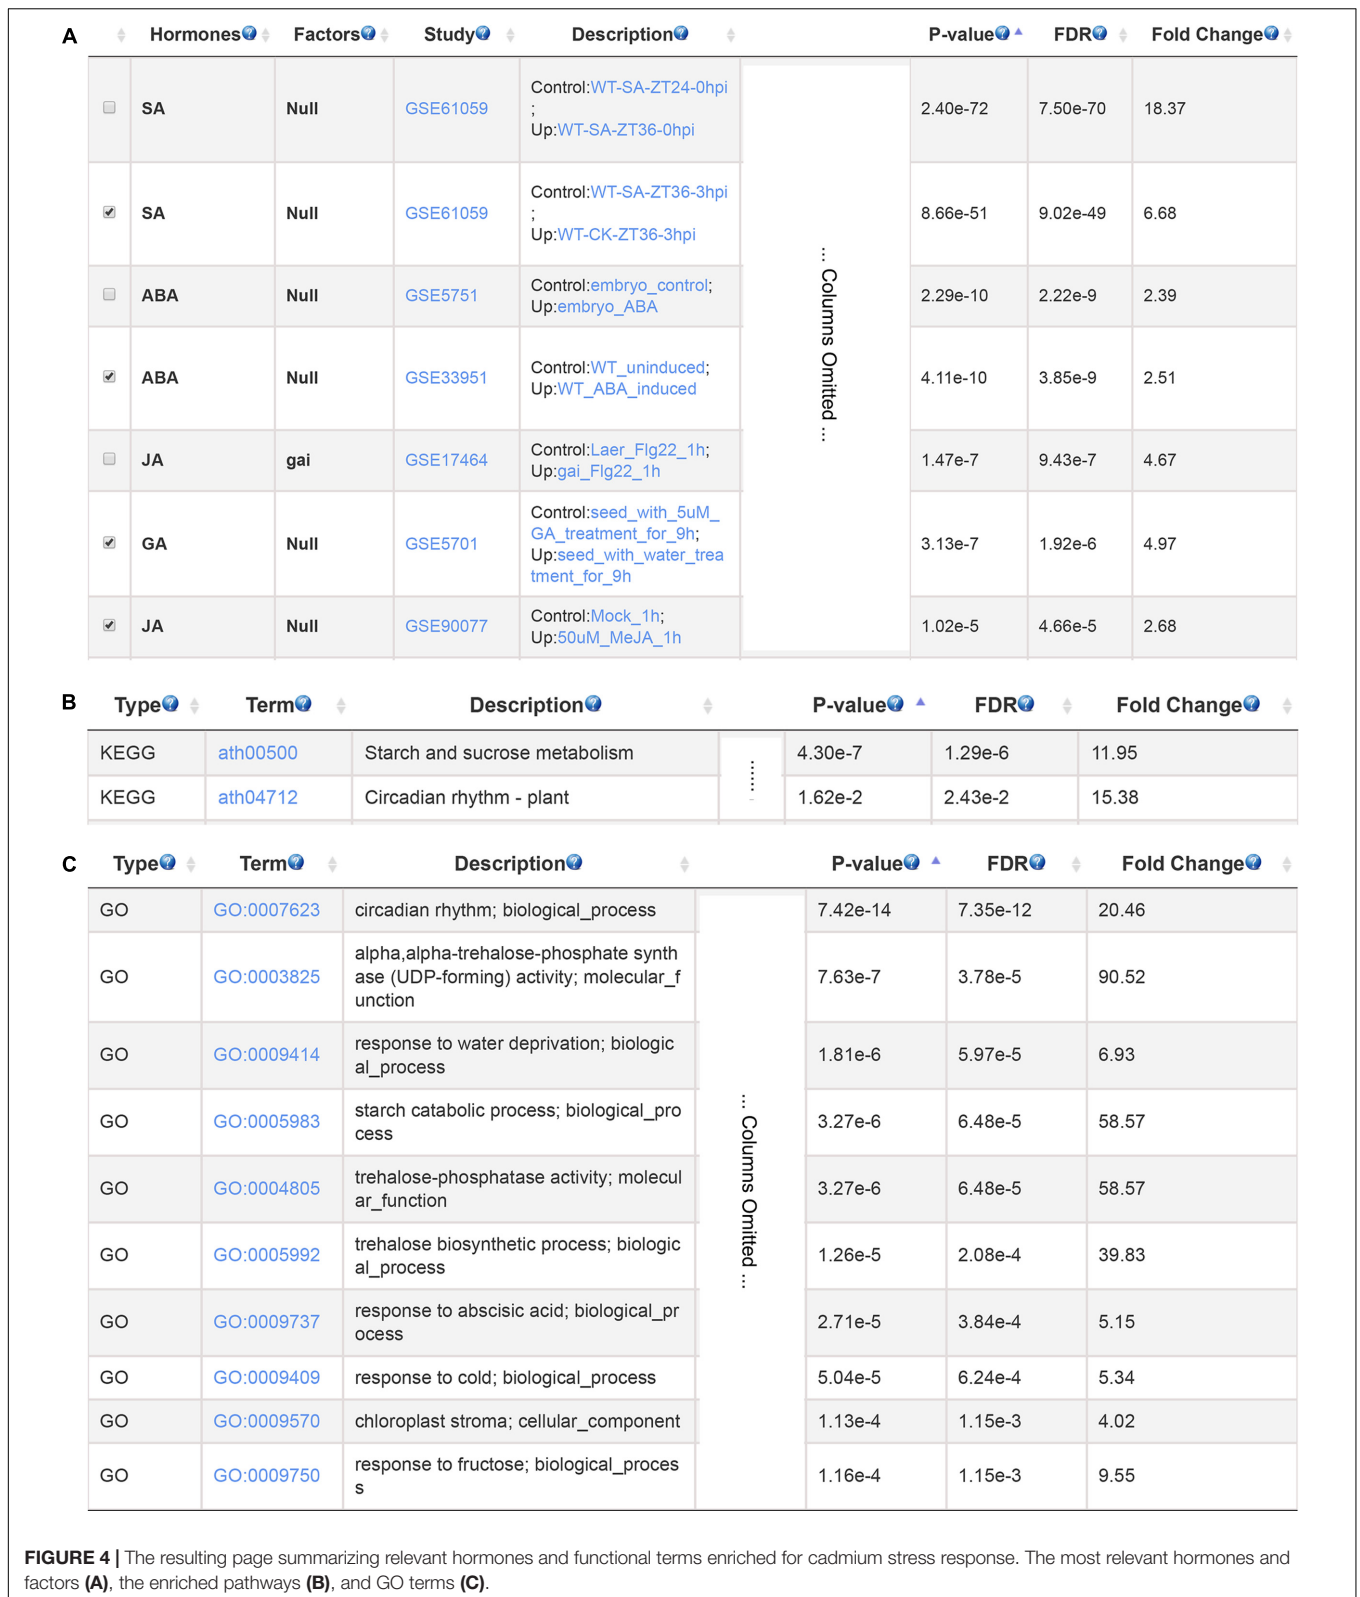 A Hormones? Factors? Study? Description? P-value? FDR? Fold Change?
SA Null GSE61059 Control:WT-SA-ZT24-0hpi
;
Up:WT-SA-ZT36-0hpi 2.40e-72 7.50e-70 18.37
SA Null GSE61059 Control:WT-SA-ZT36-3hpi
;
Up:WT-CK-ZT36-3hpi 8.66e-51 9.02e-49 6.68
ABA Null GSE5751 Control:embryo_control;
Up:embryo_ABA 2.29e-10 2.22e-9 2.39
ABA Null GSE33951 Control:WT_uninduced;
Up:WT_ABA_induced 4.11e-10 3.85e-9 2.51
JA gai GSE17464 Control:Laer_Flg22_1h;
Up:gai_Flg22_1h 1.47e-7 9.43e-7 4.67
GA Null GSE5701 Control:seed_with_5uM_
GA_treatment_for_9h;
Up:seed_with_water_trea
tment_for_9h 3.13e-7 1.92e-6 4.97
JA Null GSE90077 Control:Mock_1h;
Up:50uM_MeJA_1h 1.02e-5 4.66e-5 2.68
... Columns Omitted ...
B Type? Term? Description? P-value? FDR? Fold Change?
KEGG ath00500 Starch and sucrose metabolism 4.30e-7 1.29e-6 11.95
KEGG ath04712 Circadian rhythm - plant 1.62e-2 2.43e-2 15.38
.......
C Type? Term? Description? P-value? FDR? Fold Change?
GO GO:0007623 circadian rhythm; biological_process 7.42e-14 7.35e-12 20.46
GO GO:0003825 alpha,alpha-trehalose-phosphate synth
ase (UDP-forming) activity; molecular_f
unction 7.63e-7 3.78e-5 90.52
GO GO:0009414 response to water deprivation; biologic
al_process 1.81e-6 5.97e-5 6.93
GO GO:0005983 starch catabolic process; biological_pro
cess 3.27e-6 6.48e-5 58.57
GO GO:0004805 trehalose-phosphatase activity; molecul
ar_function 3.27e-6 6.48e-5 58.57
GO GO:0005992 trehalose biosynthetic process; biologic
al_process 1.26e-5 2.08e-4 39.83
GO GO:0009737 response to abscisic acid; biological_pr
ocess 2.71e-5 3.84e-4 5.15
GO GO:0009409 response to cold; biological_process 5.04e-5 6.24e-4 5.34
GO GO:0009570 chloroplast stroma; cellular_component 1.13e-4 1.15e-3 4.02
GO GO:0009750 response to fructose; biological_proces
s 1.16e-4 1.15e-3 9.55
... Columns Omitted ...
FIGURE 4 | The resulting page summarizing relevant hormones and functional terms enriched for cadmium stress response. The most relevant hormones and
factors (A), the enriched pathways (B), and GO terms (C).